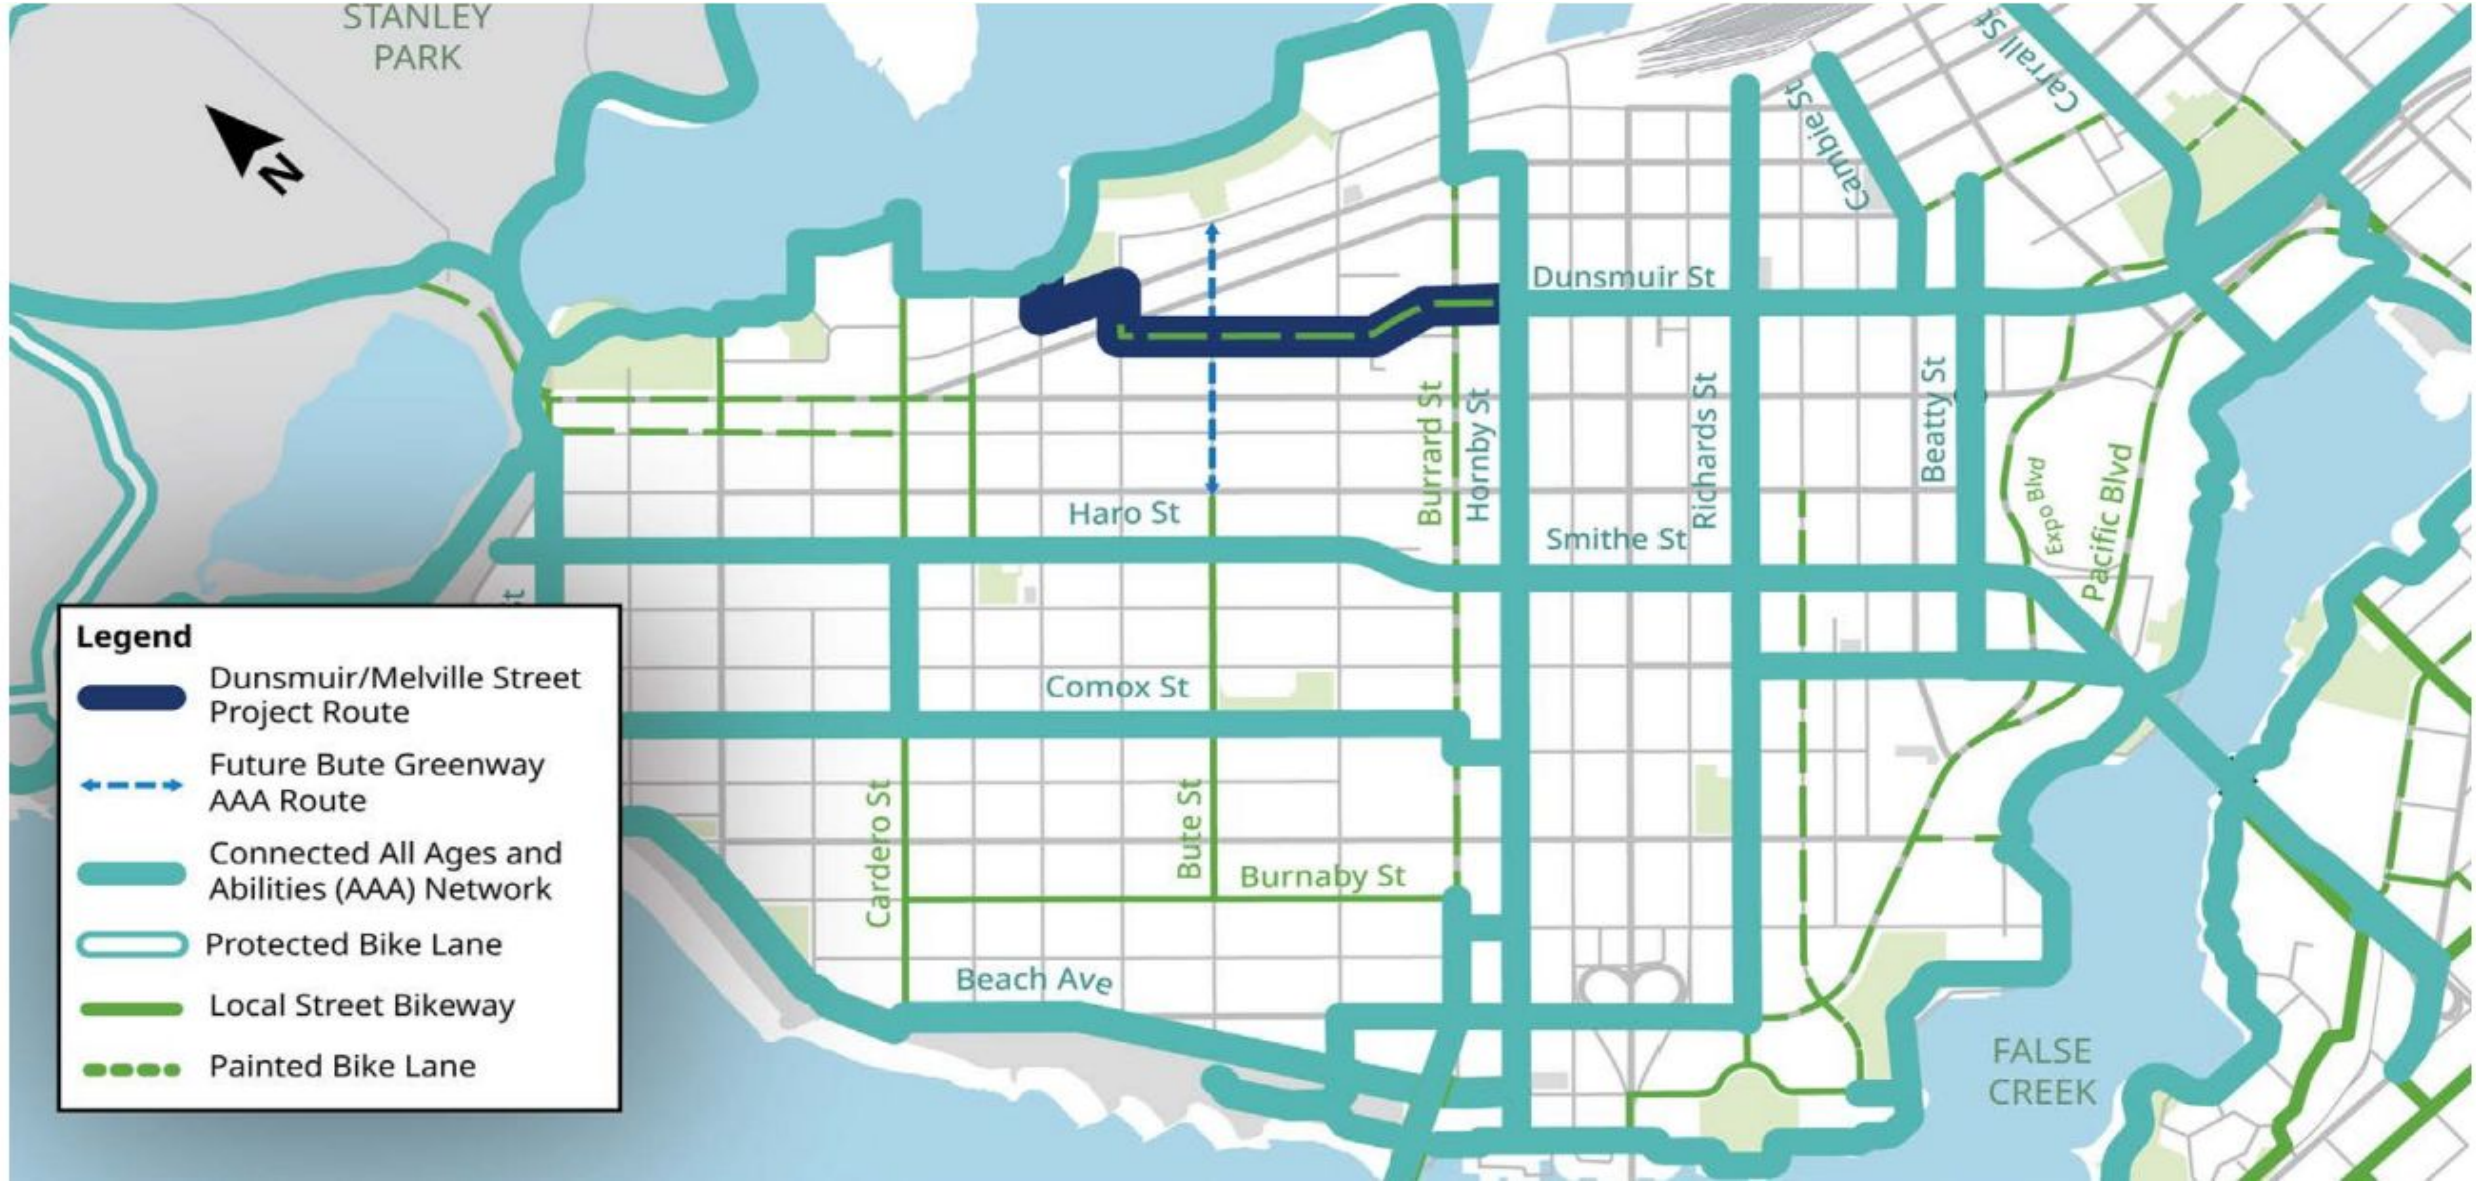 STANLEY
PARK
N
Carrall St
Cambie St
Dunsmuir St
Burrard St
Hornby St
Richards St
Beatty St
Expo Blvd
Pacific Blvd
Haro St
Smithe St
St
Comox St
Cardero St
Bute St
Burnaby St
Beach Ave
FALSE
CREEK
Legend
Dunsmuir/Melville Street
Project Route
Future Bute Greenway
AAA Route
Connected All Ages and
Abilities (AAA) Network
Protected Bike Lane
Local Street Bikeway
Painted Bike Lane